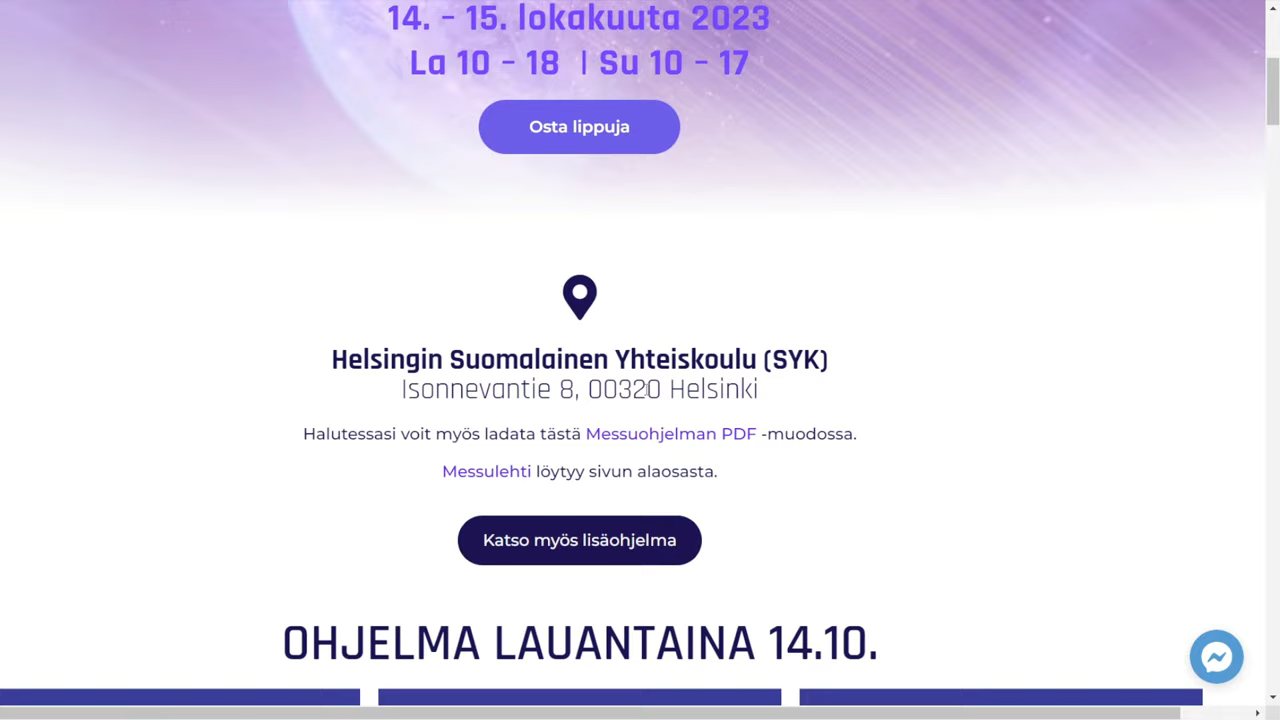 14. – 15. lokakuuta 2023
La 10 – 18 | Su 10 – 17
Osta lippuja
Helsingin Suomalainen Yhteiskoulu (SYK)
Isonnevantie 8, 00320 Helsinki
Halutessasi voit myös ladata tästä Messuohjelman PDF -muodossa.
Messulehti löytyy sivun alaosasta.
Katso myös lisäohjelma
OHJELMA LAUANTAINA 14.10.